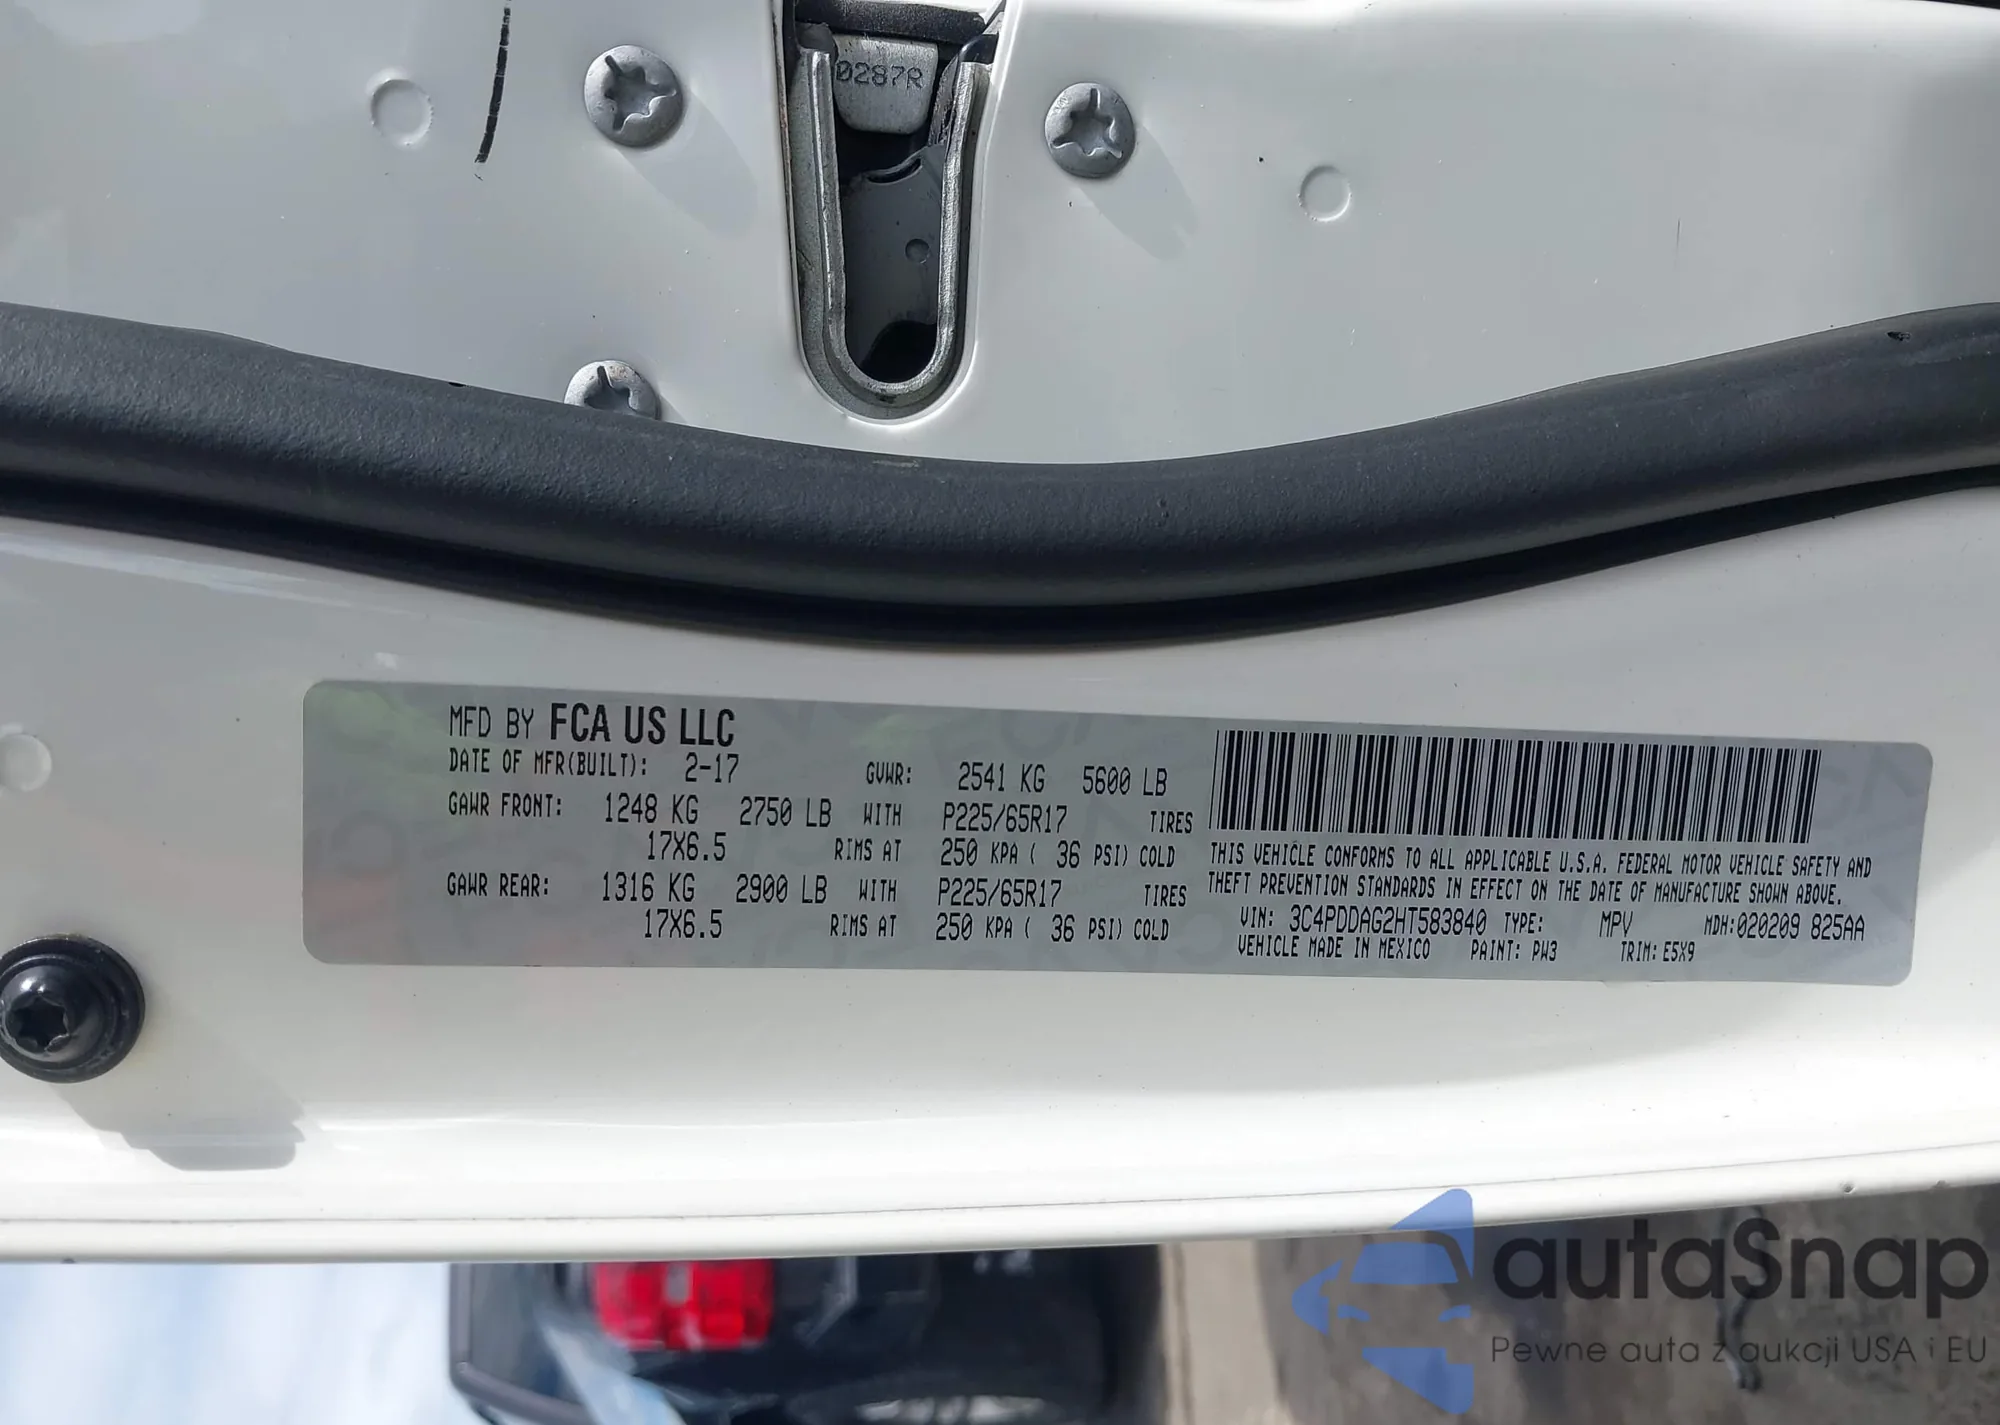 0287R
MFD BY FCA US LLC
DATE OF MFR(BUILT): 2-17 GVWR: 2541 KG 5600 LB
GAWR FRONT: 1248 KG 2750 LB WITH P225/65R17 TIRES
17X6.5 RIMS AT 250 KPA ( 36 PSI) COLD
GAWR REAR: 1316 KG 2900 LB WITH P225/65R17 TIRES
17X6.5 RIMS AT 250 KPA ( 36 PSI) COLD
THIS VEHICLE CONFORMS TO ALL APPLICABLE U.S.A. FEDERAL MOTOR VEHICLE SAFETY AND
THEFT PREVENTION STANDARDS IN EFFECT ON THE DATE OF MANUFACTURE SHOWN ABOVE.
VIN: 3C4PDDAG2HT583840 TYPE: MPV MDH:020209 825AA
VEHICLE MADE IN MEXICO PAINT: PW3 TRIM: E5X9
autaSnap
Pewne auta z aukcji USA i EU